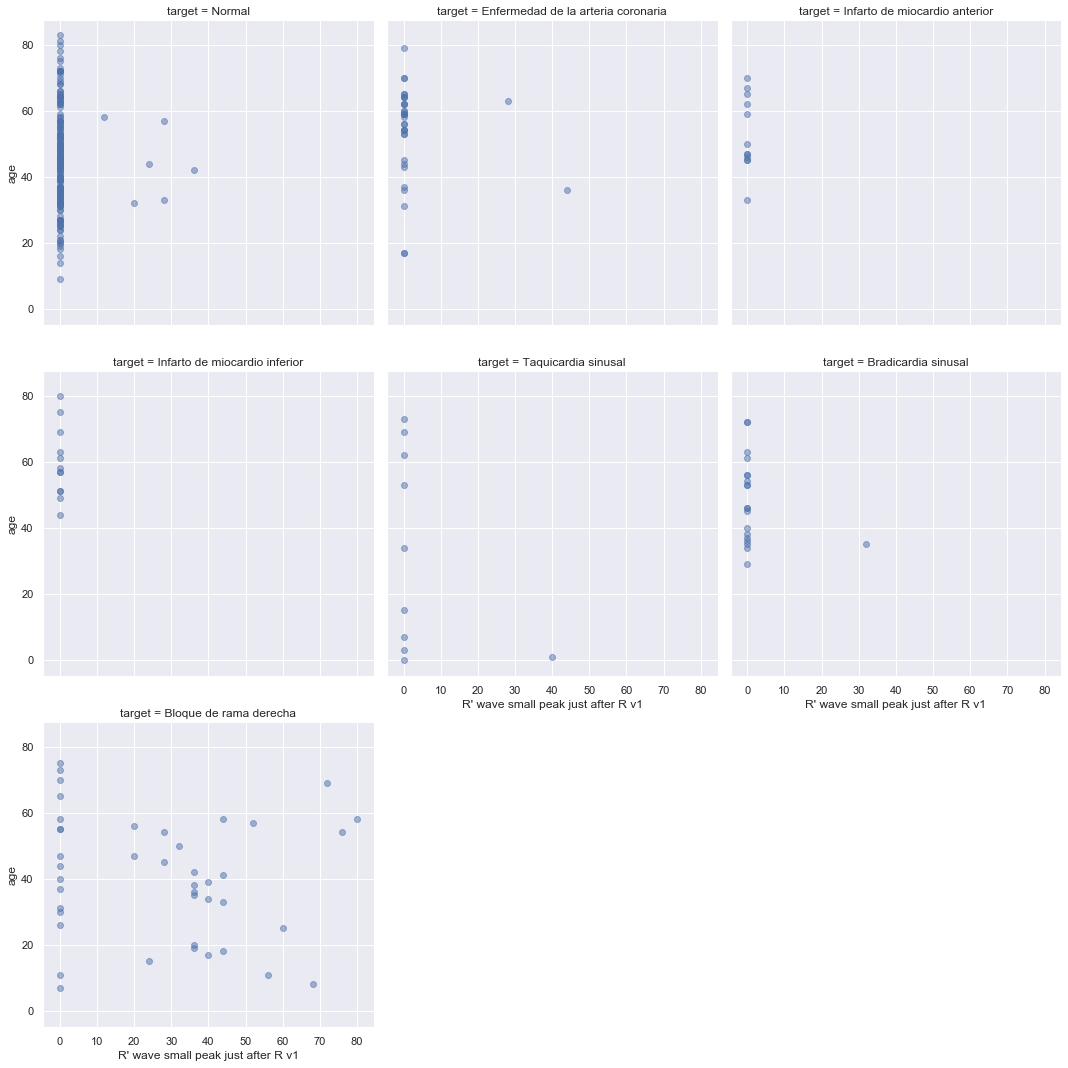 target = Normal
target = Enfermedad de la arteria coronaria
target = Infarto de miocardio anterior
80
60
40
20
0
age
target = Infarto de miocardio inferior
target = Taquicardia sinusal
target = Bradicardia sinusal
80
60
40
20
0
age
0 10 20 30 40 50 60 70 80
R' wave small peak just after R v1
0 10 20 30 40 50 60 70 80
R' wave small peak just after R v1
target = Bloque de rama derecha
80
60
40
20
0
age
0 10 20 30 40 50 60 70 80
R' wave small peak just after R v1